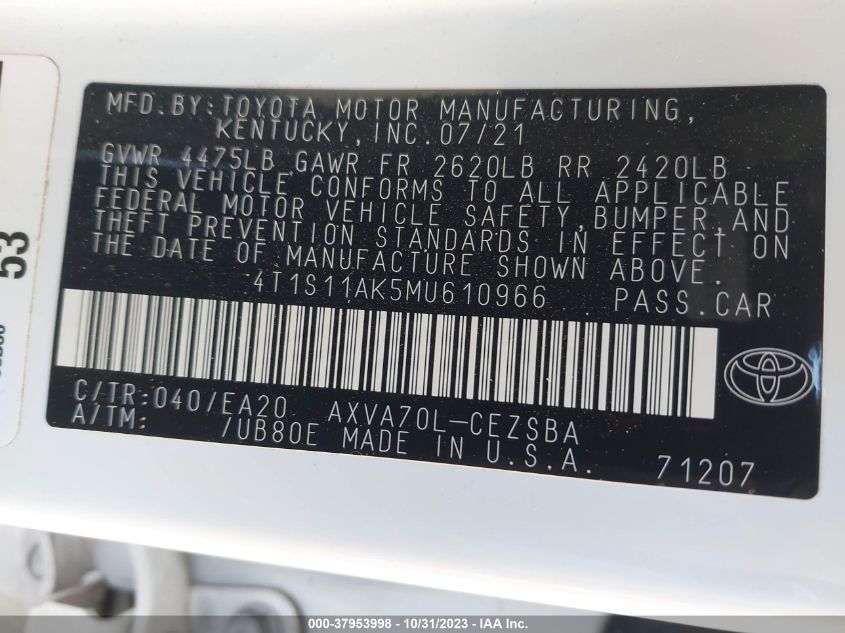 MFD.BY:TOYOTA MOTOR MANUFACTURING,
KENTUCKY,INC.07/21
GVWR 4475LB GAWR FR 2620LB RR 2420LB
THIS VEHICLE CONFORMS TO ALL APPLICABLE
FEDERAL MOTOR VEHICLE SAFETY,BUMPER,AND
THEFT PREVENTION STANDARDS IN EFFECT ON
THE DATE OF MANUFACTURE SHOWN ABOVE.
4T1S11AK5MU610966 PASS.CAR
C/TR:040/EA20 AXVA70L-CEZSBA
A/TM: /UB80E MADE IN U.S.A. 71207
53
000-37953998 - 10/31/2023 - IAAI.com